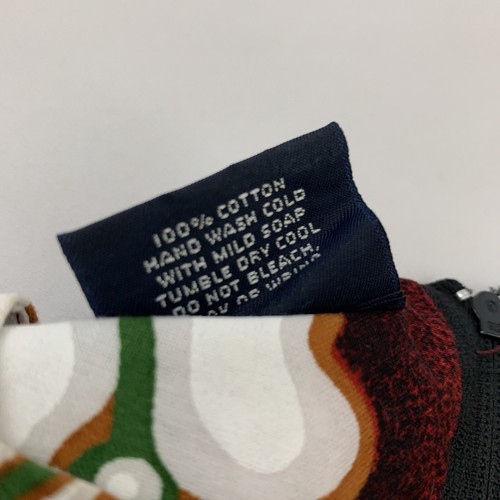 100% COTTON
HAND WASH COLD
WITH MILD SOAP
TUMBLE DRY COOL
DO NOT BLEACH,